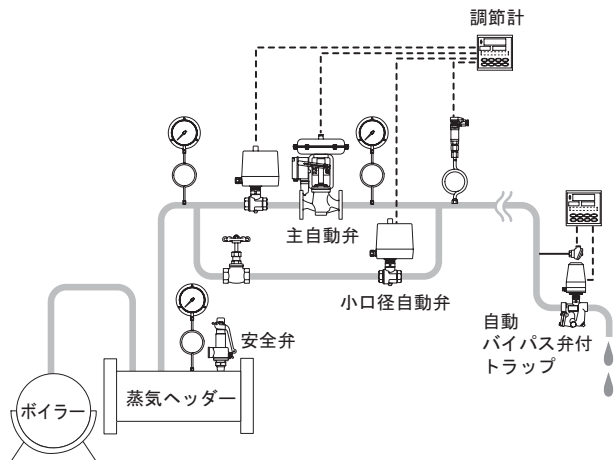 調節計
主自動弁
小口径自動弁
安全弁
自動
バイパス弁付
トラップ
蒸気ヘッダー
ボイラー